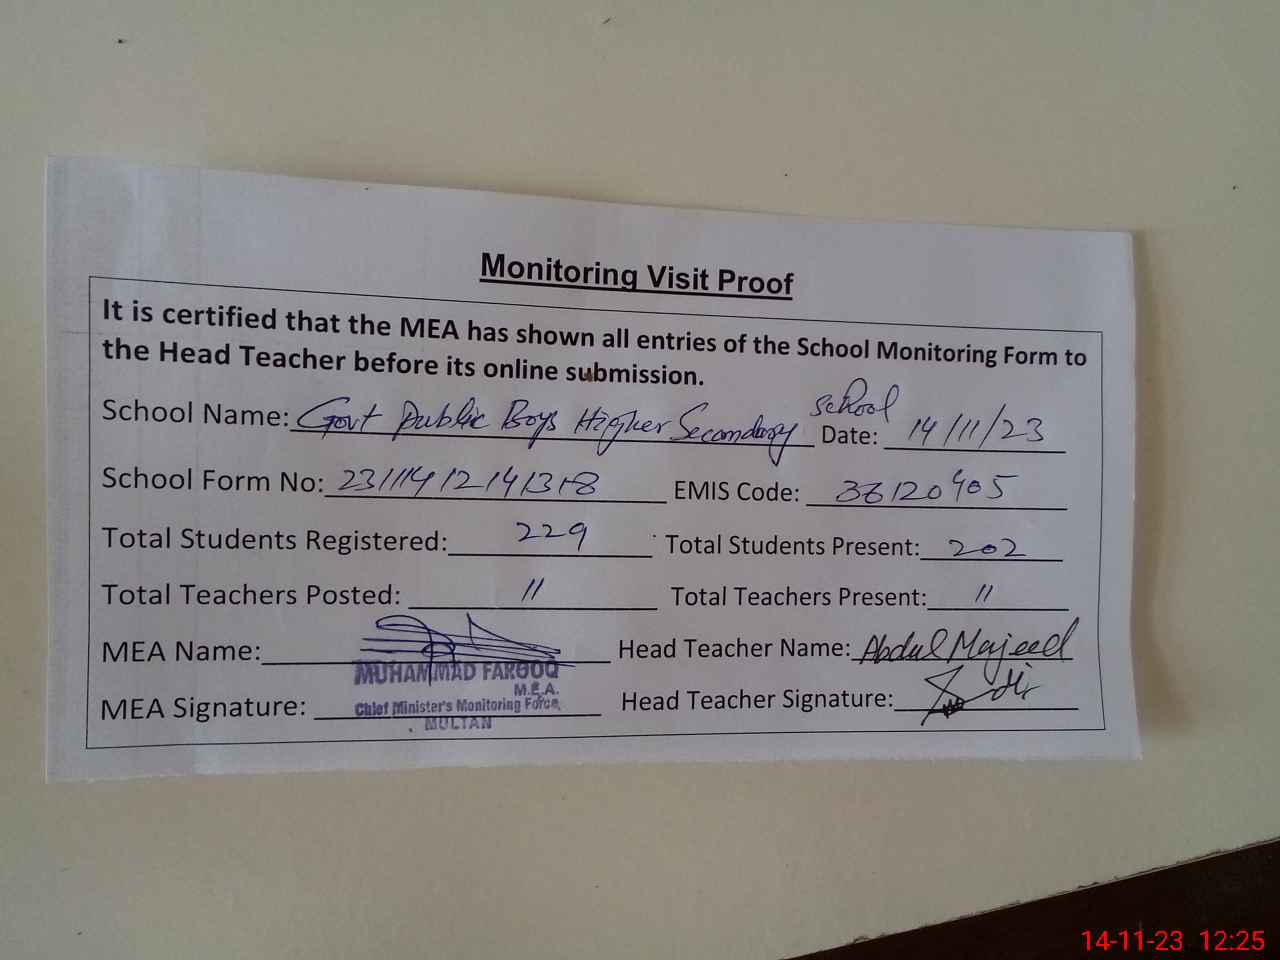 Monitoring Visit Proof
It is certified that the MEA has shown all entries of the School Monitoring Form to
the Head Teacher before its online submission.
School Name: Govt Public Boys Higher Secondary school Date: 14/11/23
School Form No: EMIS Code: 36120405
Total Students Registered: 229 Total Students Present: 202
Total Teachers Posted: 11 Total Teachers Present: 11
MEA Name: Head Teacher Name: Abdul Majeed
MUHAMMAD FAROOQ
M.E.A.
MEA Signature: Chief Minister's Monitoring Force, Head Teacher Signature:
MULTAN
14-11-23 12:25